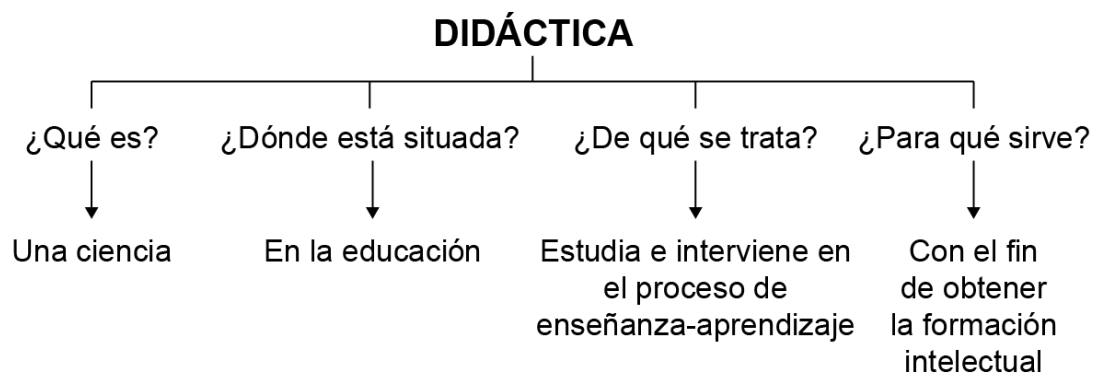 DIDÁCTICA
¿Qué es?
¿Dónde está situada?
¿De qué se trata?
¿Para qué sirve?
Una ciencia
En la educación
Estudia e interviene en
el proceso de
enseñanza-aprendizaje
Con el fin
de obtener
la formación
intelectual